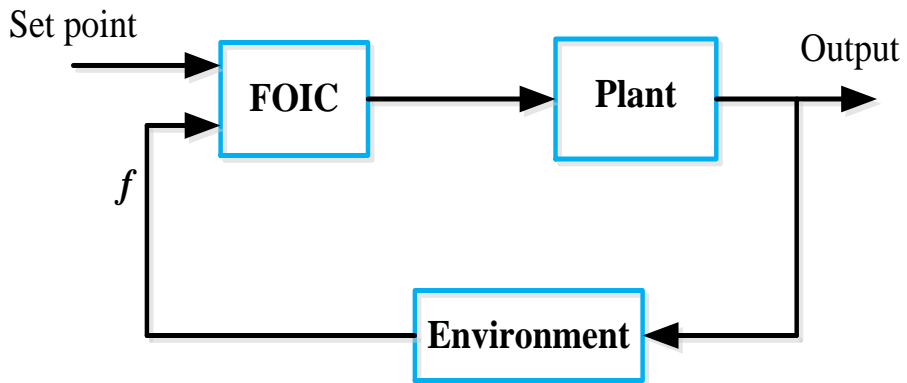 Set point
Output
FOIC
Plant
f
Environment